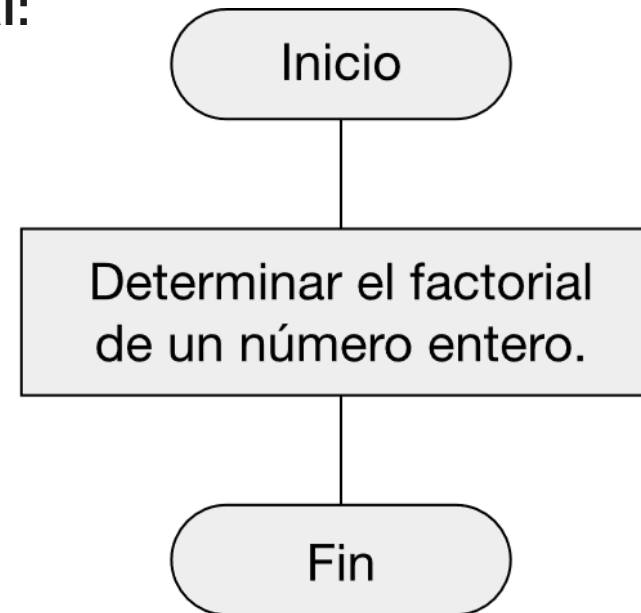 Inicio
Determinar el factorial
de un número entero.
Fin